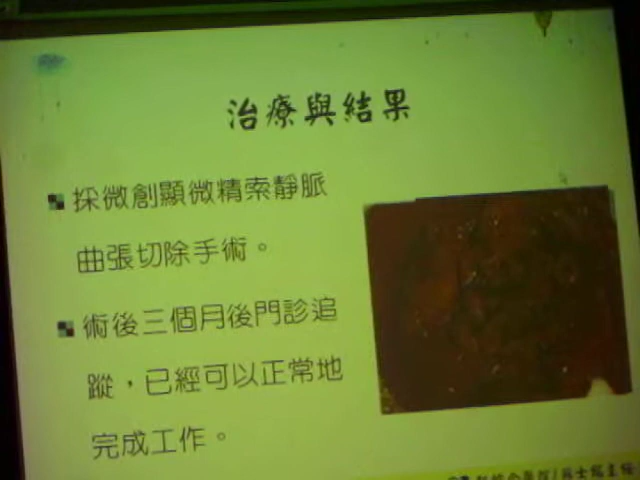 治療與結果
採微創顯微精索靜脈
曲張切除手術。
術後三個月後門診追
蹤，已經可以正常地
完成工作。